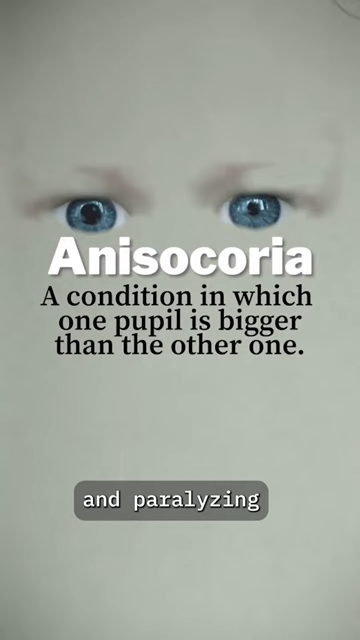 Anisocoria
A condition in which
one pupil is bigger
than the other one.
and paralyzing